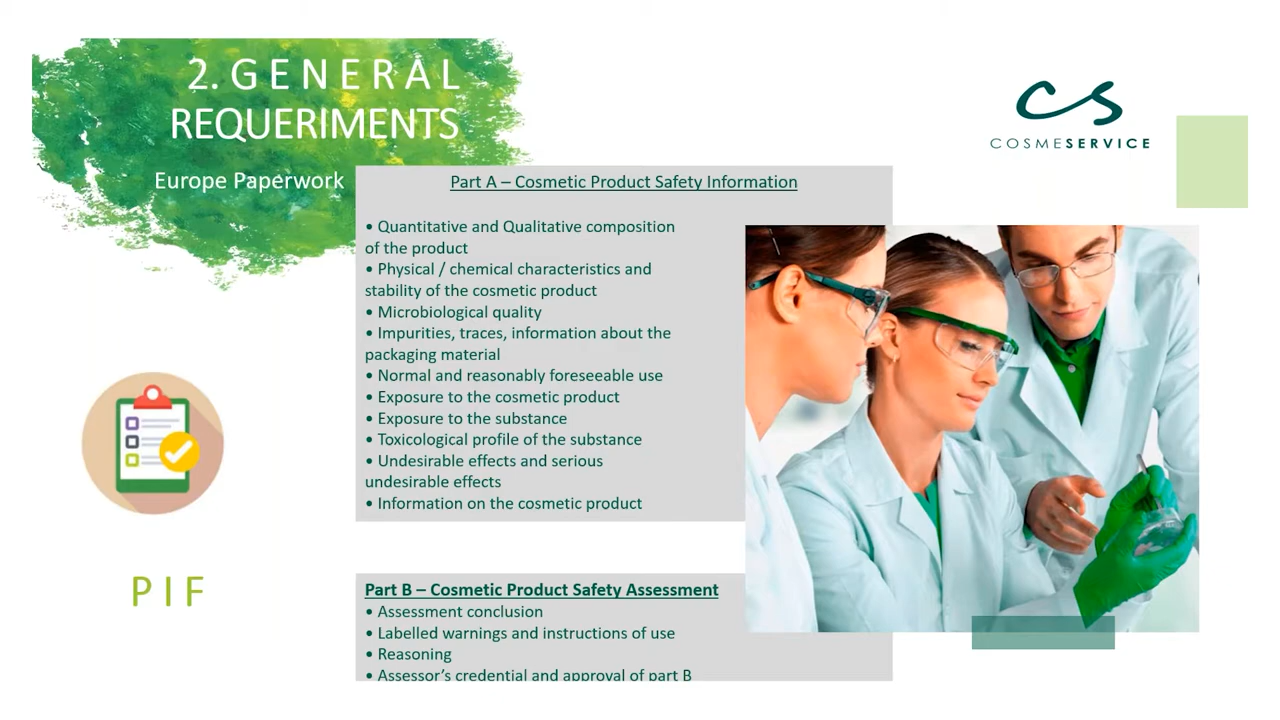 2. GENERAL
REQUERIMENTS
Europe Paperwork
CS
COSMESERVICE
Part A – Cosmetic Product Safety Information
• Quantitative and Qualitative composition
of the product
• Physical / chemical characteristics and
stability of the cosmetic product
• Microbiological quality
• Impurities, traces, information about the
packaging material
• Normal and reasonably foreseeable use
• Exposure to the cosmetic product
• Exposure to the substance
• Toxicological profile of the substance
• Undesirable effects and serious
undesirable effects
• Information on the cosmetic product
PIF
Part B – Cosmetic Product Safety Assessment
• Assessment conclusion
• Labelled warnings and instructions of use
• Reasoning
• Assessor's credential and approval of part B